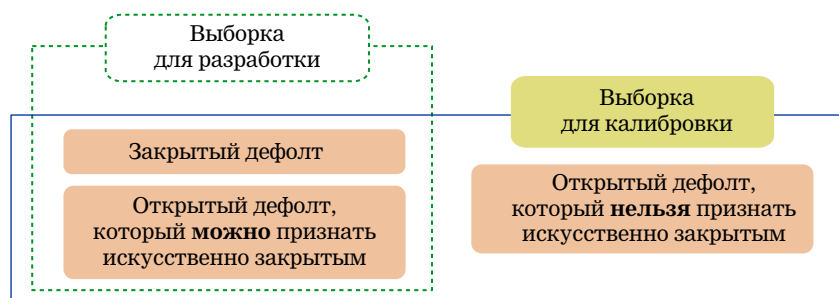 Выборка
для разработки
Выборка
для калибровки
Закрытый дефолт
Открытый дефолт,
который можно признать
искусственно закрытым
Открытый дефолт,
который нельзя признать
искусственно закрытым